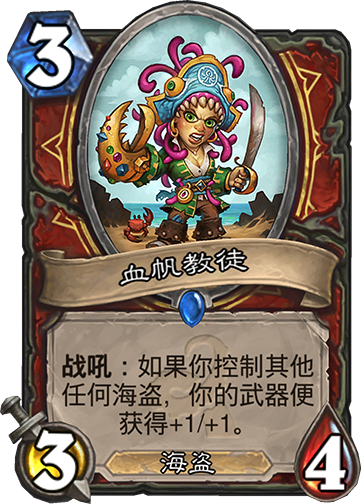 3
血帆教徒
战吼：如果你控制其他
任何海盗，你的武器便
获得+1/+1。
3
海盗
4